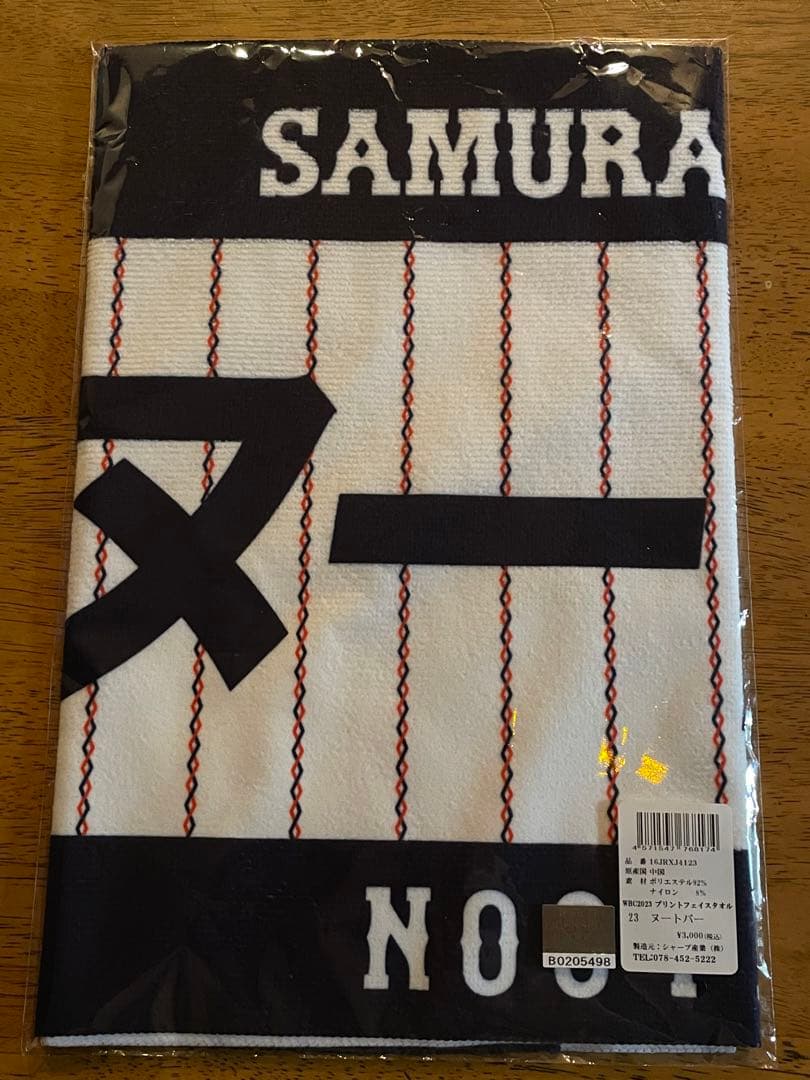 SAMURA
ヌー
NOOT
4571547768174
品 番 16JRXJ4123
原産国 中国
素 材 ポリエステル92%
ナイロン 8%
WBC2023 プリントフェイスタオル
23 ヌートバー
¥3,000(税込)
製造元:シャープ産業(株)
TEL:078-452-5222
B0205498